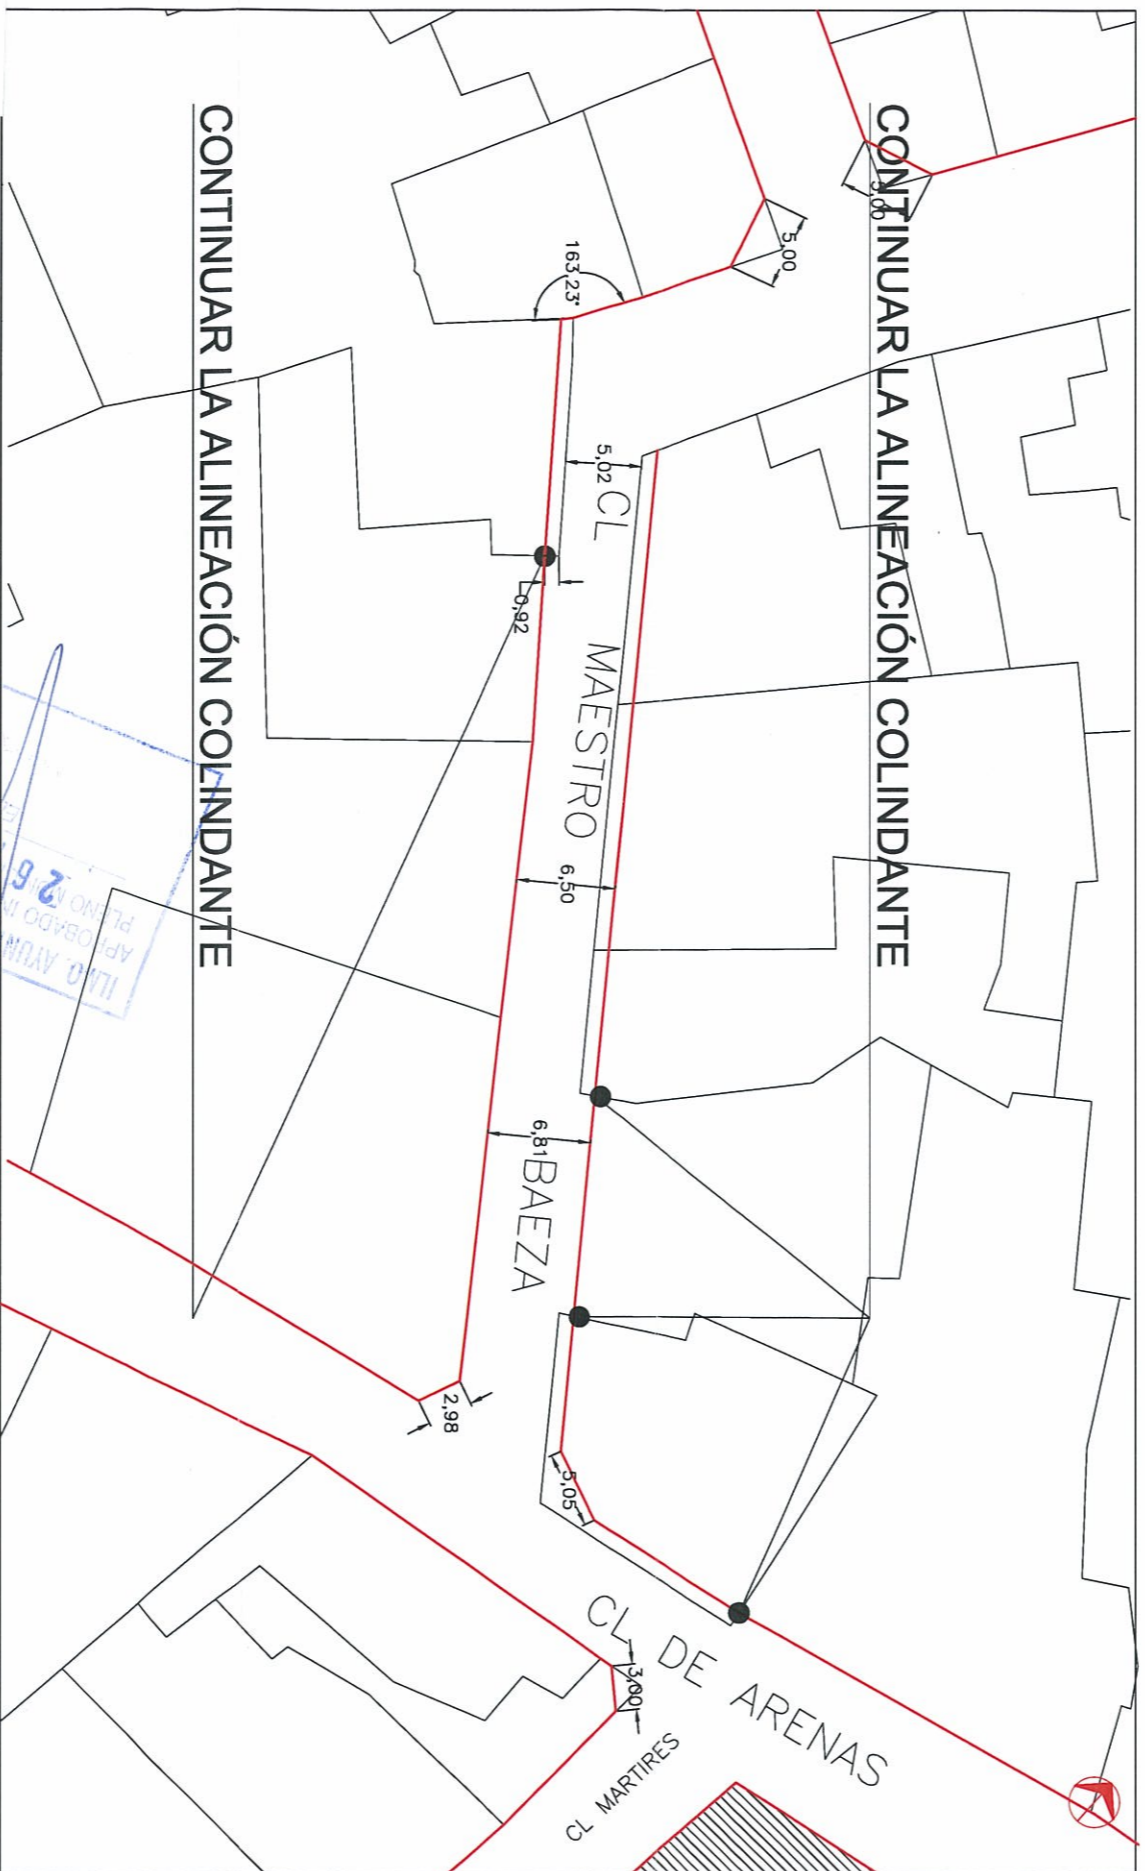 CONTINUAR LA ALINEACIÓN COLINDANTE
5,00
5,00
163,23°
5,02
CL MAESTRO BAEZA
0,92
6,50
6,81
2,98
5,05
CL DE ARENAS
3,00
CL MARTIRES
CONTINUAR LA ALINEACIÓN COLINDANTE
APROBADO
PLENO
26